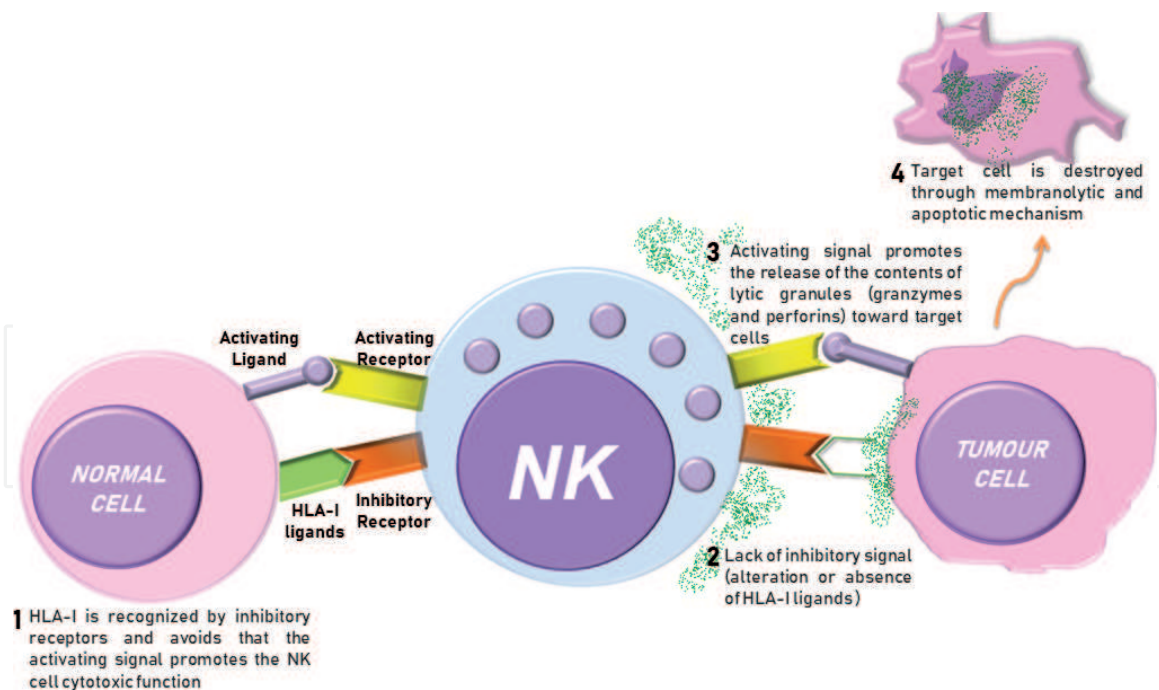 4 Target cell is destroyed
through membranolytic and
apoptotic mechanism
3 Activating signal promotes
the release of the contents of
lytic granules (granzymes
and perforins) toward target
cells
Activating
Ligand
Activating
Receptor
NORMAL
CELL
NK
TUMOUR
CELL
HLA-I
ligands
Inhibitory
Receptor
2 Lack of inhibitory signal
(alteration or absence
of HLA-I ligands)
1 HLA-I is recognized by inhibitory
receptors and avoids that the
activating signal promotes the NK
cell cytotoxic function